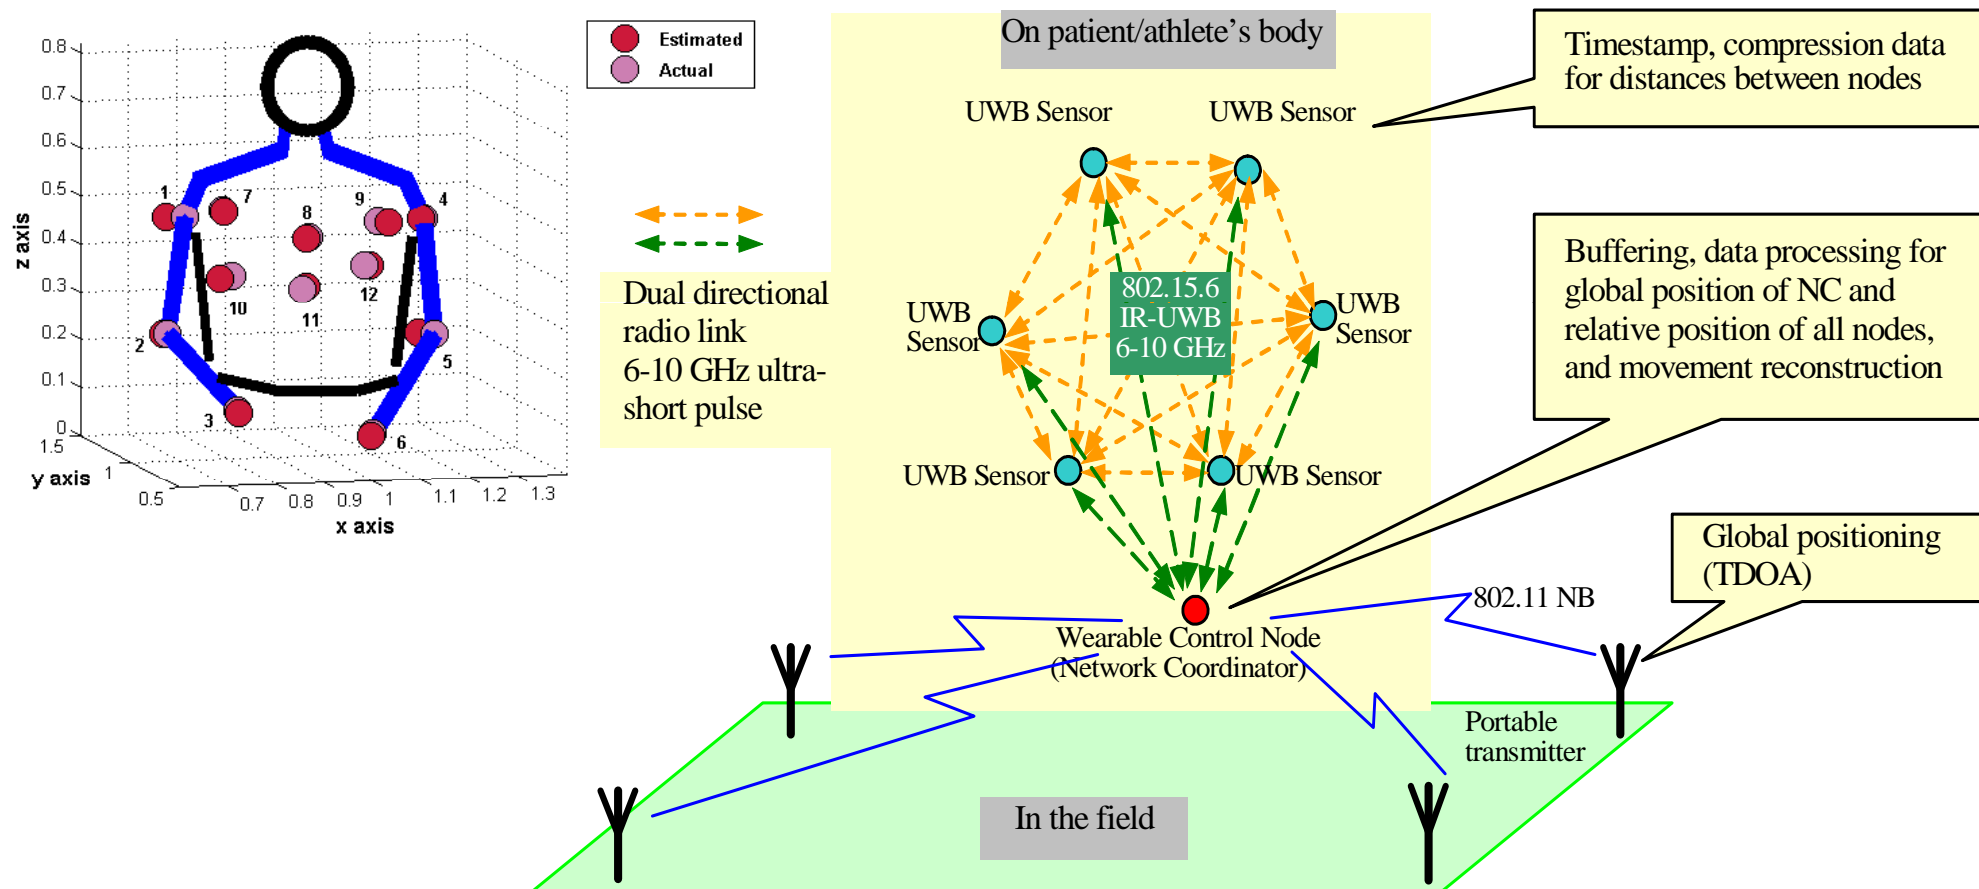 0.8
0.7
0.6
0.5
0.4
0.3
0.2
0.1
0
z axis
1.5
1
0.5
y axis
0.7
0.8
0.9
1
1.1
1.2
1.3
x axis
1
7
9
4
8
10
11
12
2
5
3
6
Estimated
Actual
Dual directional
radio link
6-10 GHz ultra-
short pulse
On patient/athlete's body
UWB Sensor
UWB Sensor
UWB
Sensor
802.15.6
IR-UWB
6-10 GHz
UWB
Sensor
UWB Sensor
UWB Sensor
Wearable Control Node
(Network Coordinator)
Timestamp, compression data
for distances between nodes
Buffering, data processing for
global position of NC and
relative position of all nodes,
and movement reconstruction
Global positioning
(TDOA)
802.11 NB
Portable
transmitter
In the field